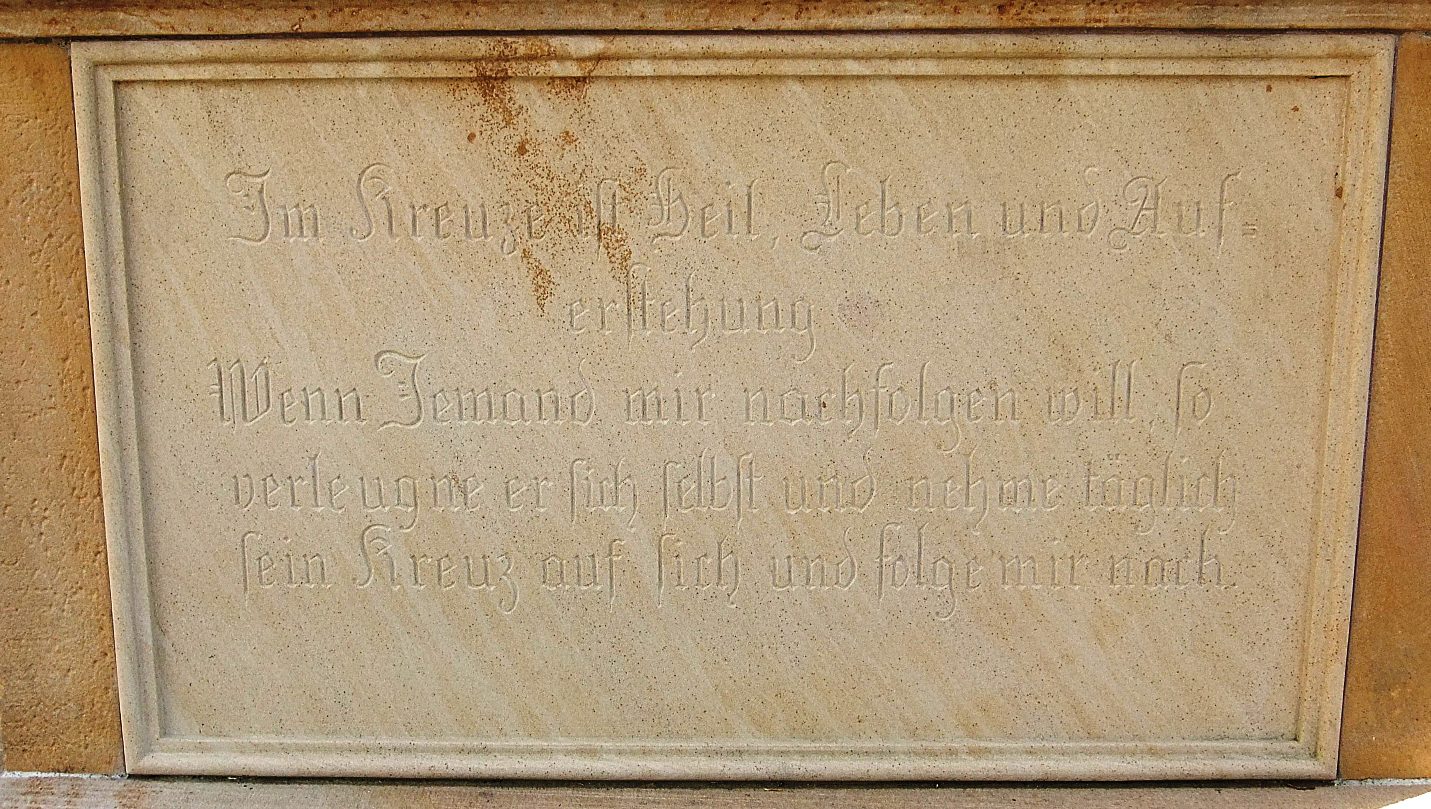 Im Kreuze ist Heil, Leben und Auf=
erstehung
Wenn Jemand mir nachfolgen will, so
verleugne er sich selbst und nehme täglich
sein Kreuz auf sich und folge mir nach.